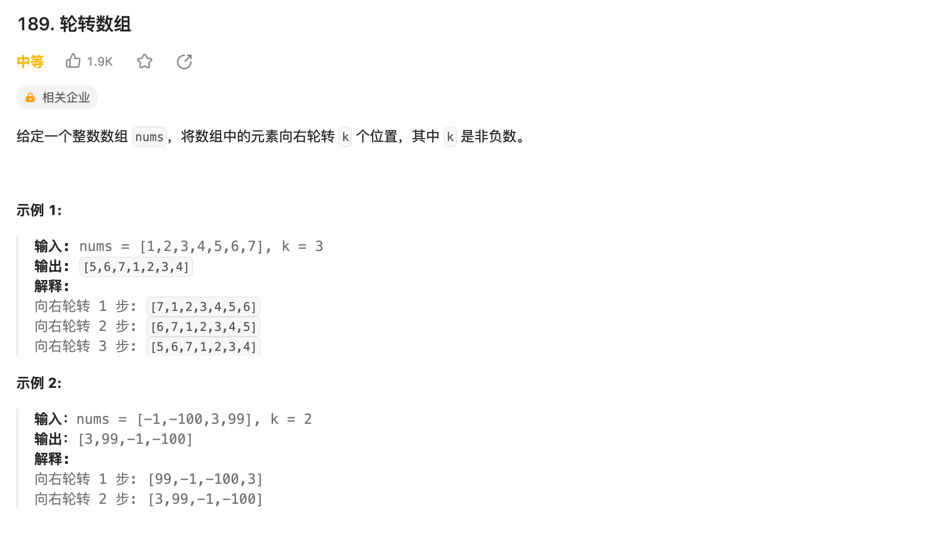 189. 轮转数组
中等 1.9K
相关企业
给定一个整数数组 nums，将数组中的元素向右轮转 k 个位置，其中 k 是非负数。
示例 1:
输入: nums = [1,2,3,4,5,6,7], k = 3
输出: [5,6,7,1,2,3,4]
解释:
向右轮转 1 步: [7,1,2,3,4,5,6]
向右轮转 2 步: [6,7,1,2,3,4,5]
向右轮转 3 步: [5,6,7,1,2,3,4]
示例 2:
输入：nums = [-1,-100,3,99], k = 2
输出：[3,99,-1,-100]
解释:
向右轮转 1 步: [99,-1,-100,3]
向右轮转 2 步: [3,99,-1,-100]